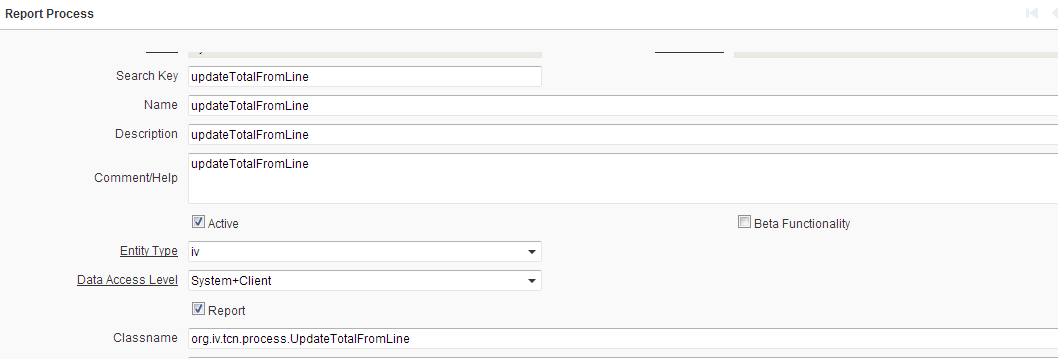 Report Process
Search Key updateTotalFromLine
Name updateTotalFromLine
Description updateTotalFromLine
Comment/Help updateTotalFromLine
Active Beta Functionality
Entity Type iv
Data Access Level System+Client
Report
Classname org.iv.tcn.process.UpdateTotalFromLine